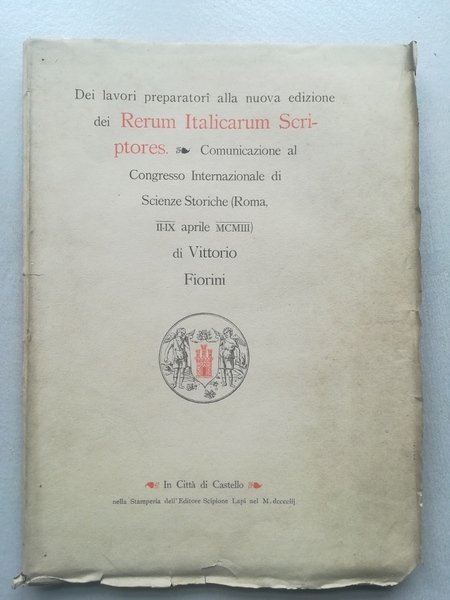 Dei lavori preparatorî alla nuova edizione
dei Rerum Italicarum Scri-
ptores. Comunicazione al
Congresso Internazionale di
Scienze Storiche (Roma,
II-IX aprile MCMIII)
di Vittorio
Fiorini
In Città di Castello
nella Stamperia dell'Editore Scipione Lapi nel M. dcccciij